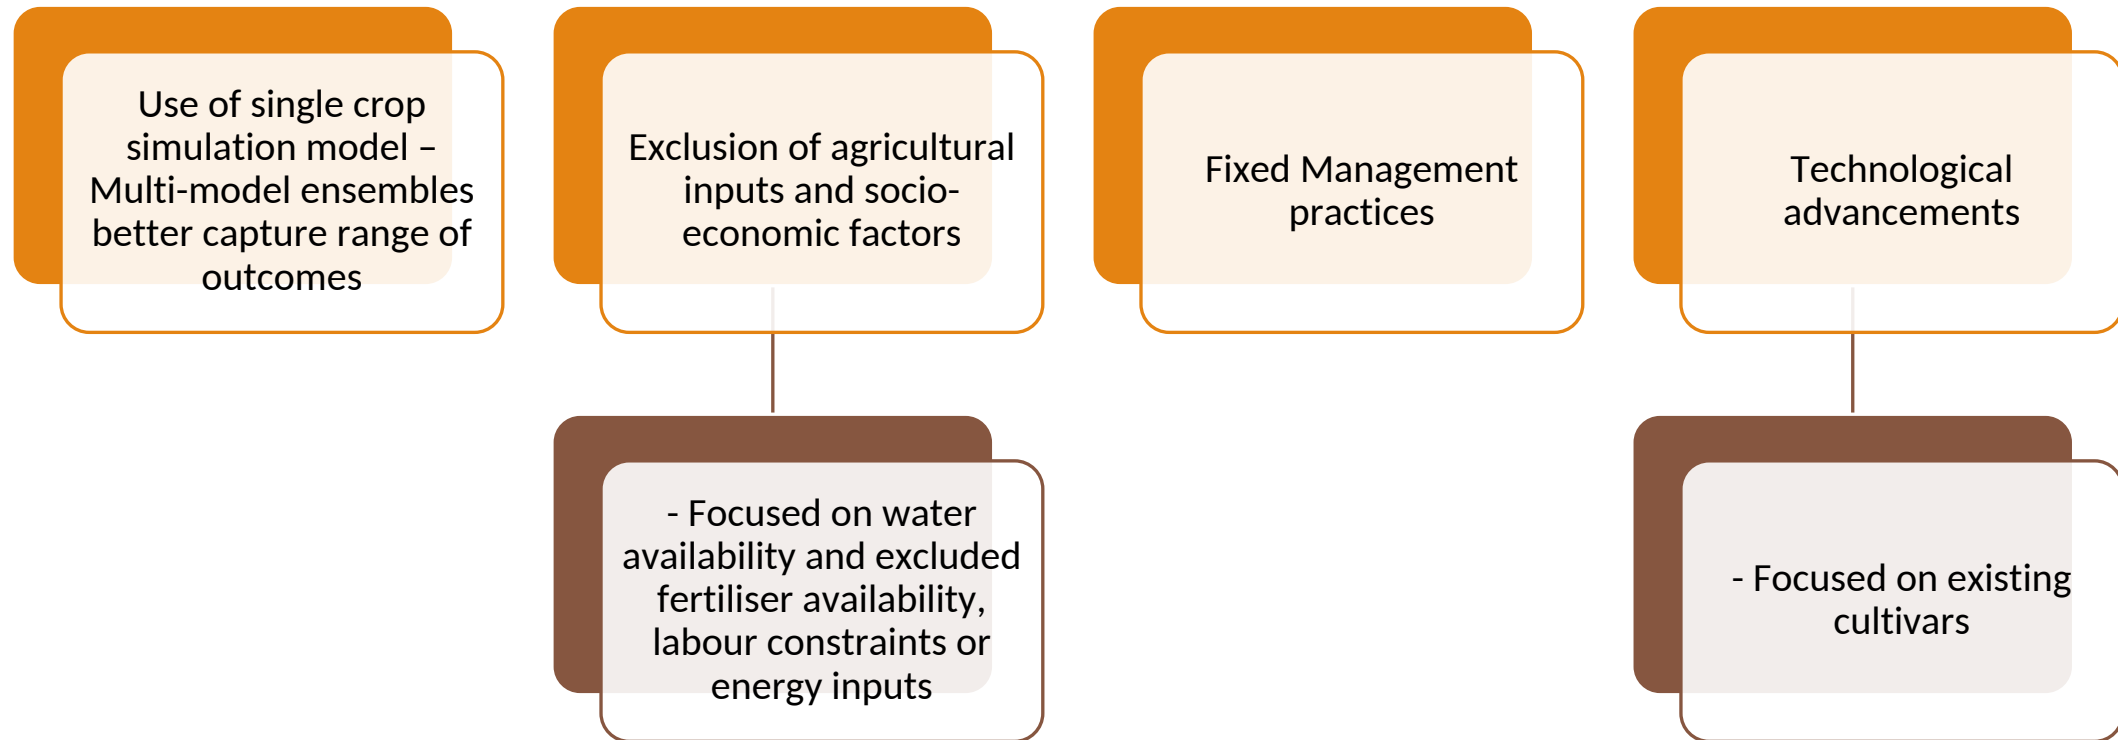 Use of single crop
simulation model –
Multi-model ensembles
better capture range of
outcomes
Exclusion of agricultural
inputs and socio-
economic factors
- Focused on water
availability and excluded
fertiliser availability,
labour constraints or
energy inputs
Fixed Management
practices
Technological
advancements
- Focused on existing
cultivars